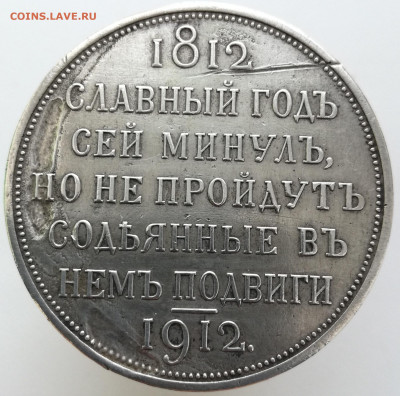 COINS.LAVE.RU
1812
СЛАВНЫЙ ГОДЪ
СЕЙ МИНУЛЪ,
НО НЕ ПРОЙДУТЪ
СОДѢЯННЫЕ ВЪ
НЕМЪ ПОДВИГИ
1912.